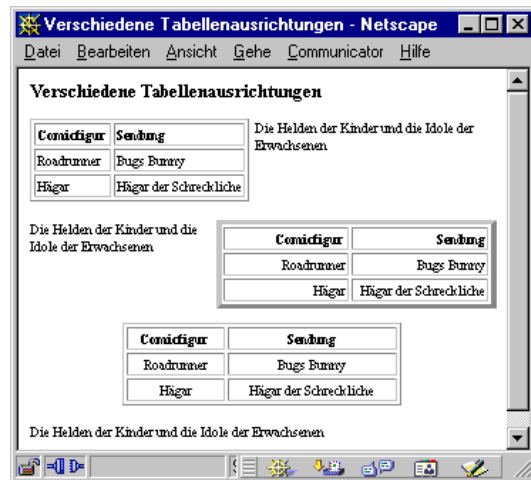 Verschiedene Tabellenausrichtungen - Netscape
Datei Bearbeiten Ansicht Gehe Communicator Hilfe
Verschiedene Tabellenausrichtungen
Comicfigur Sendung
Roadrunner Bugs Bunny
Hägar Hägar der Schreckliche
Die Helden der Kinder und die Idole der
Erwachsenen
Die Helden der Kinder und die
Idole der Erwachsenen
Comicfigur Sendung
Roadrunner Bugs Bunny
Hägar Hägar der Schreckliche
Comicfigur Sendung
Roadrunner Bugs Bunny
Hägar Hägar der Schreckliche
Die Helden der Kinder und die Idole der Erwachsenen